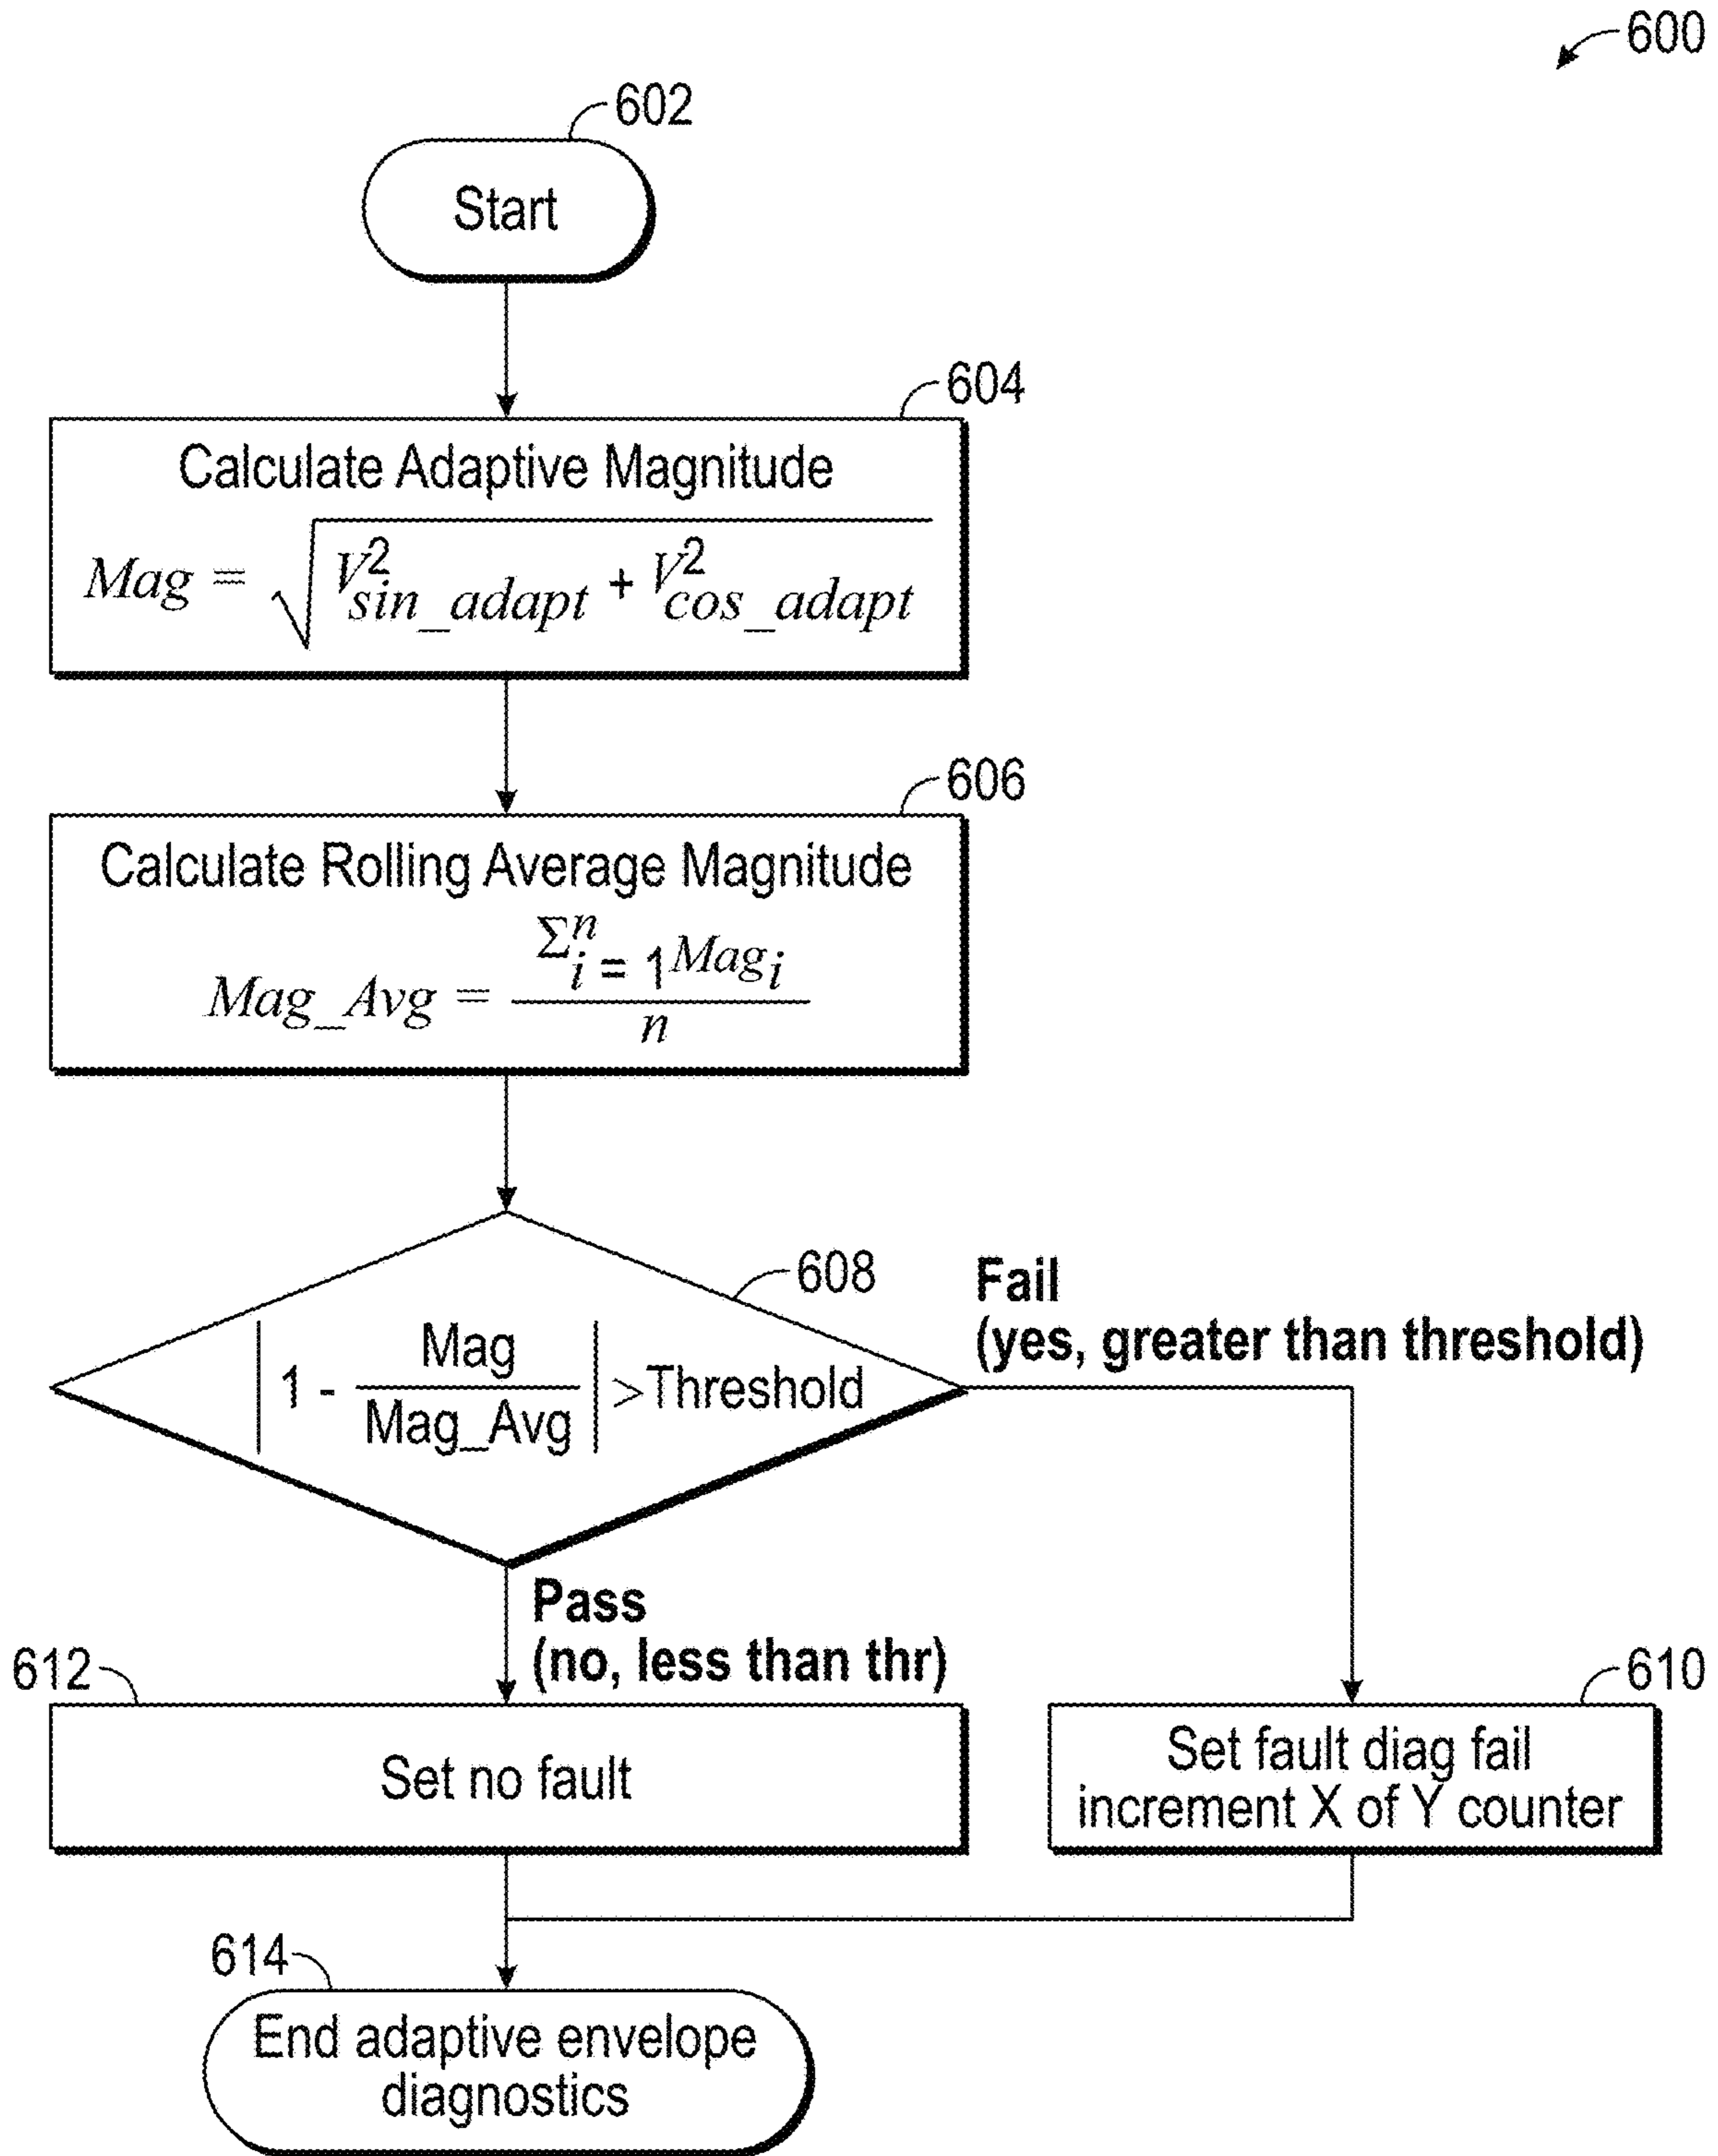 600
602
Start
604
Calculate Adaptive Magnitude
Mag = √(V²sin_adapt + V²cos_adapt)
606
Calculate Rolling Average Magnitude
Mag_Avg = Σⁿi = 1 Magi / n
608
| 1 - Mag / Mag_Avg | >Threshold
Fail
(yes, greater than threshold)
Pass
(no, less than thr)
612
Set no fault
610
Set fault diag fail
increment X of Y counter
614
End adaptive envelope
diagnostics